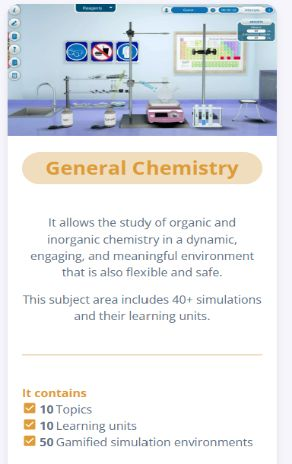 Reagents
General Chemistry
It allows the study of organic and
inorganic chemistry in a dynamic,
engaging, and meaningful environment
that is also flexible and safe.
This subject area includes 40+ simulations
and their learning units.
It contains
10 Topics
10 Learning units
50 Gamified simulation environments